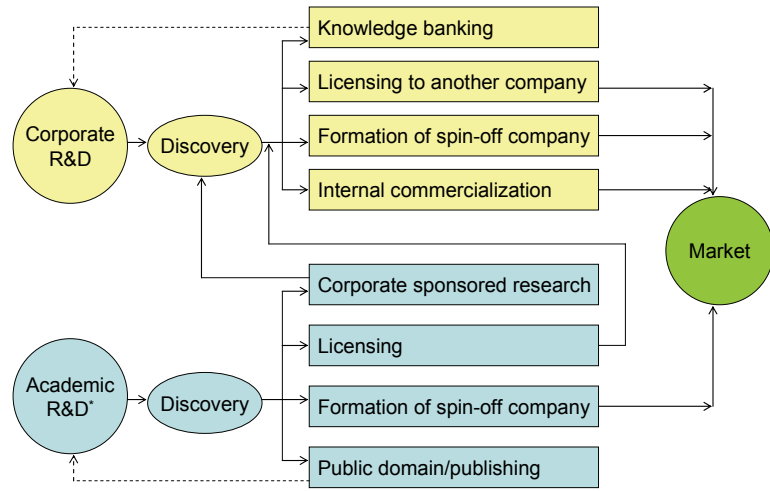 Knowledge banking
Licensing to another company
Corporate
R&D
Discovery
Formation of spin-off company
Internal commercialization
Market
Corporate sponsored research
Licensing
Academic
R&D*
Discovery
Formation of spin-off company
Public domain/publishing